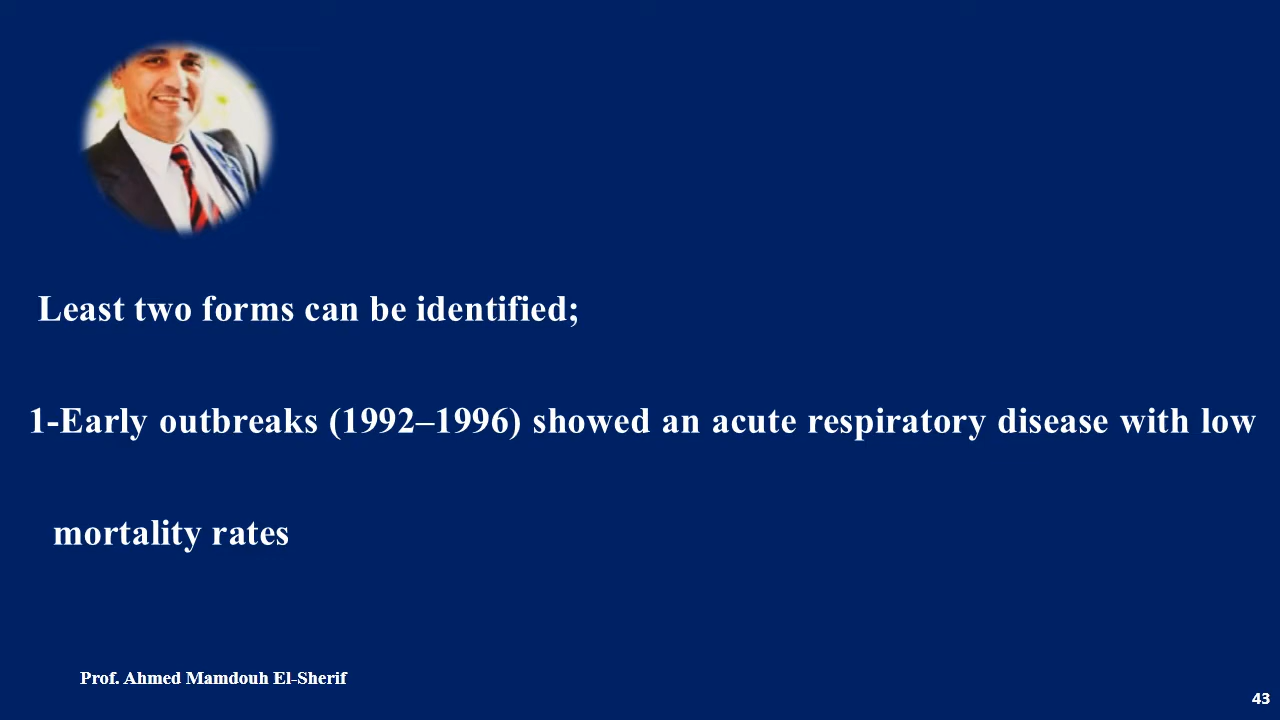 Least two forms can be identified;
1-Early outbreaks (1992–1996) showed an acute respiratory disease with low
mortality rates
Prof. Ahmed Mamdouh El-Sherif
43